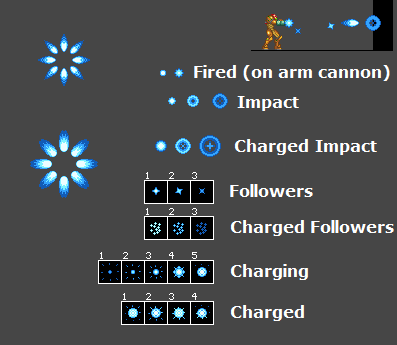 Fired (on arm cannon)
Impact
Charged Impact
1 2 3
Followers
1 2 3
Charged Followers
1 2 3 4 5
Charging
1 2 3 4
Charged